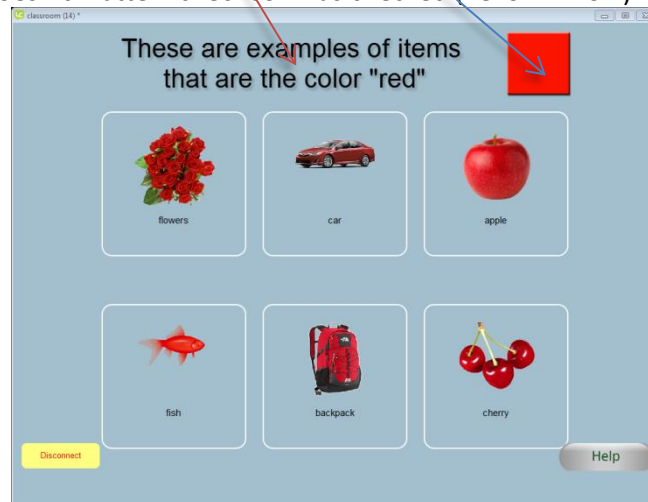 classroom (14) *
These are examples of items
that are the color "red"
flowers
car
apple
fish
backpack
cherry
Disconnect
Help